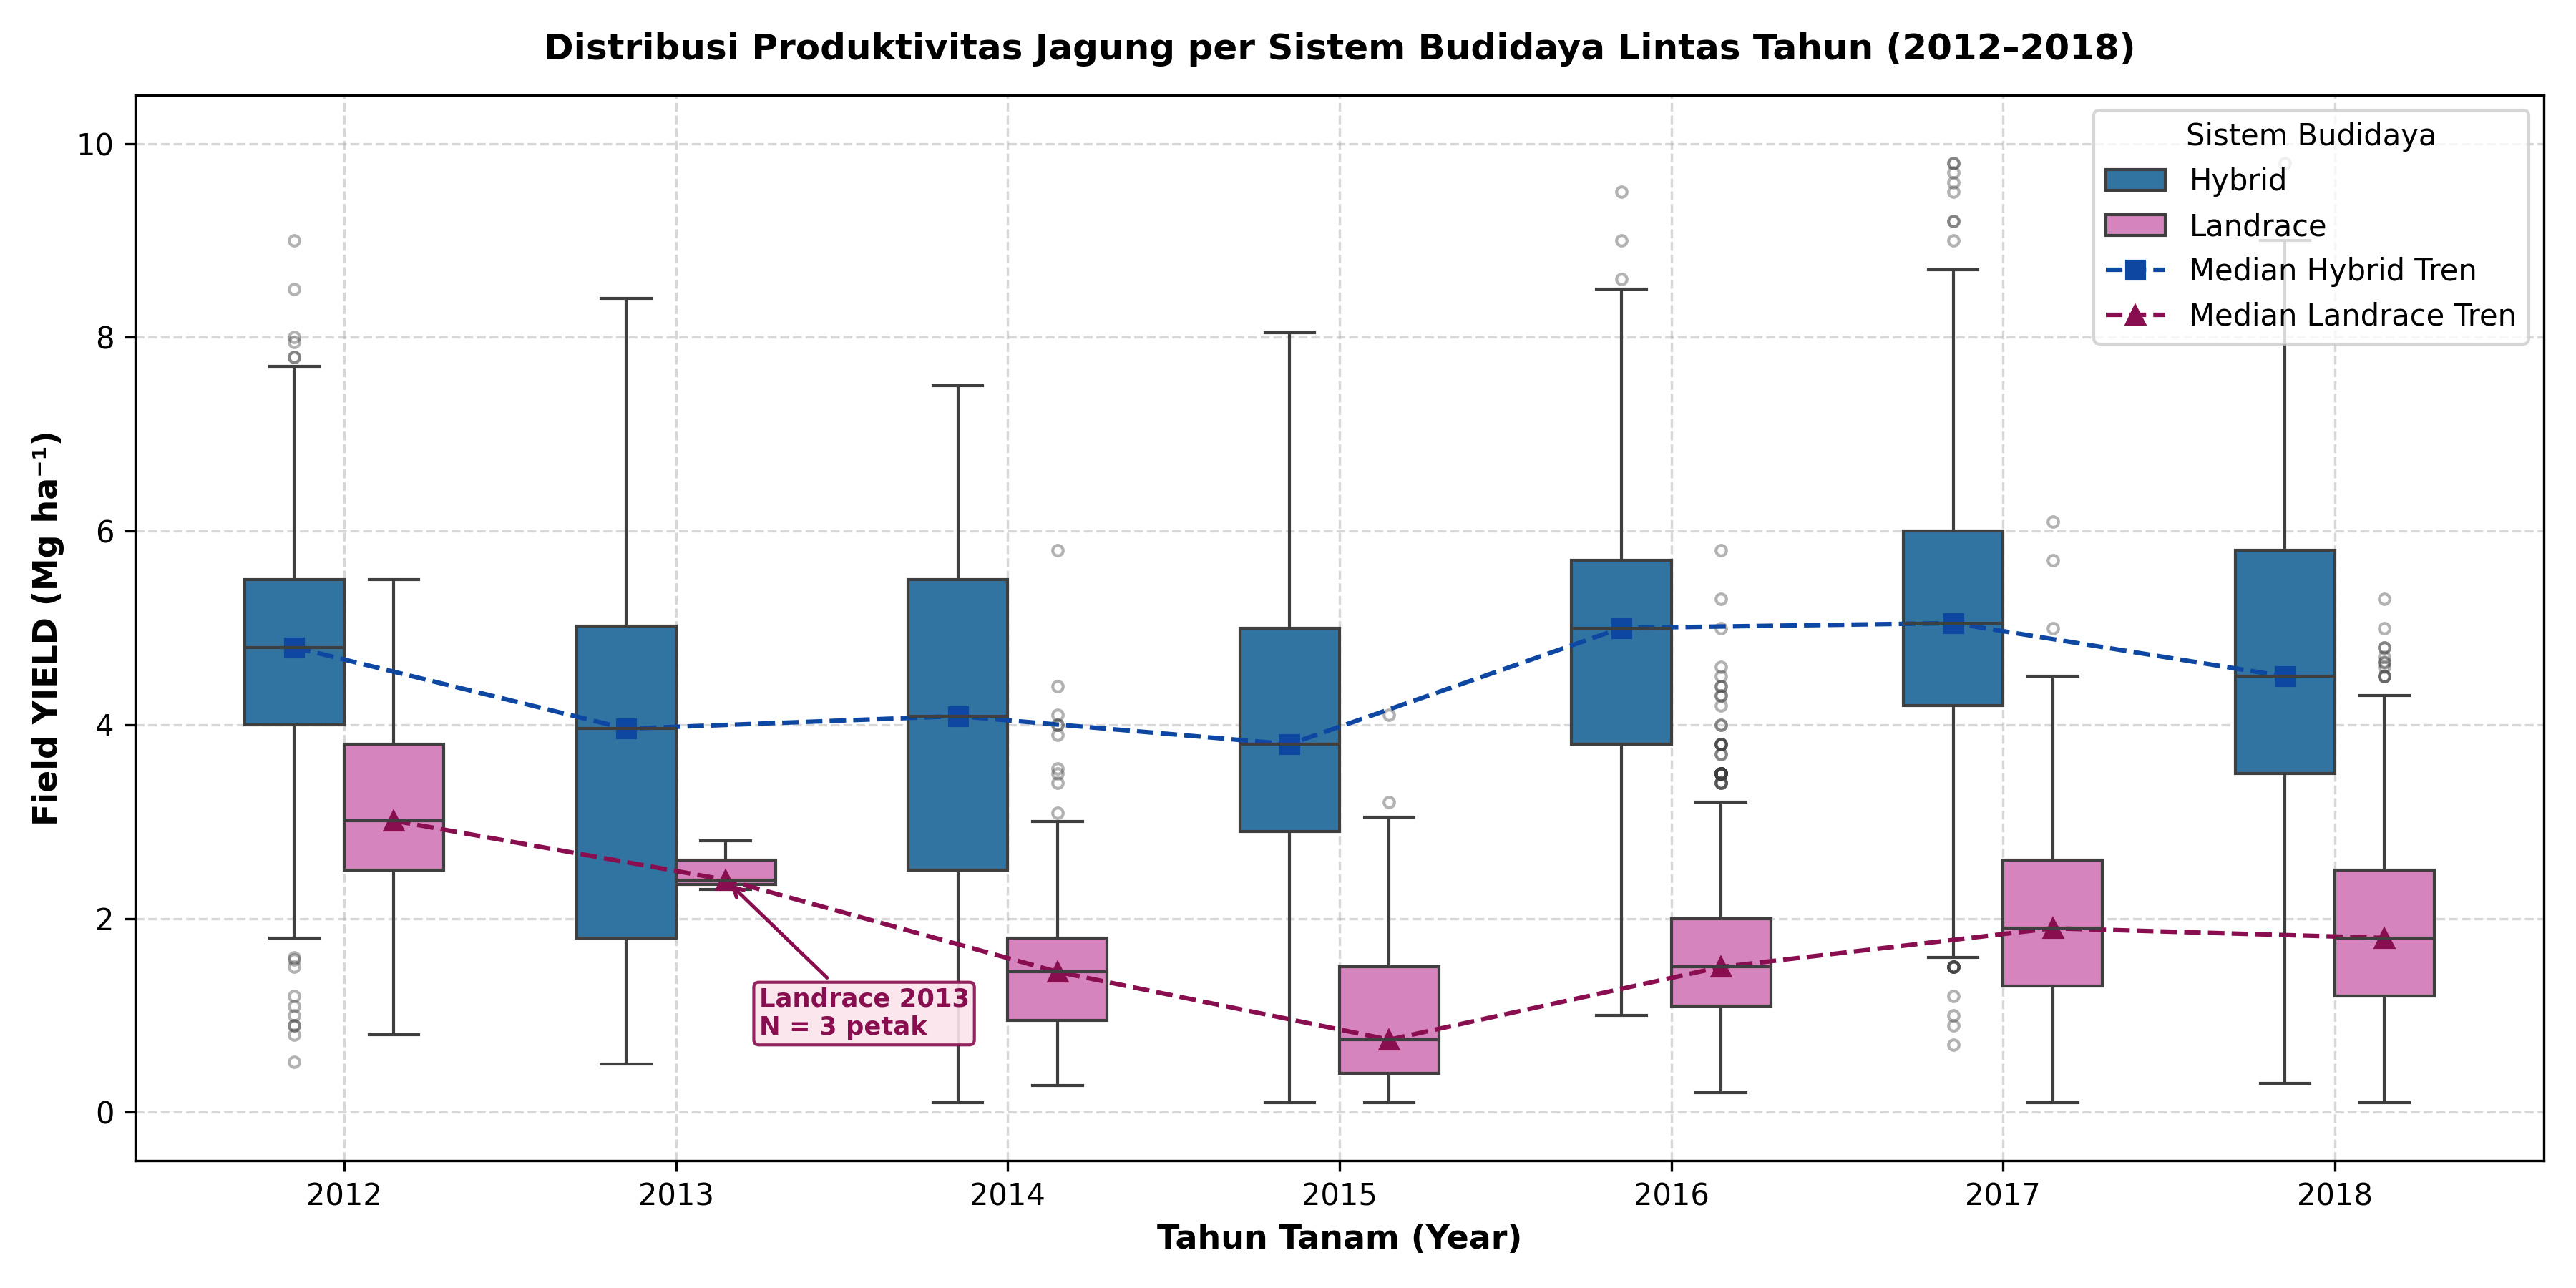 Distribusi Produktivitas Jagung per Sistem Budidaya Lintas Tahun (2012–2018)
Field YIELD (Mg ha⁻¹)
10
8
6
4
2
0
Sistem Budidaya
Hybrid
Landrace
Median Hybrid Tren
Median Landrace Tren
Landrace 2013
N = 3 petak
2012
2013
2014
2015
2016
2017
2018
Tahun Tanam (Year)